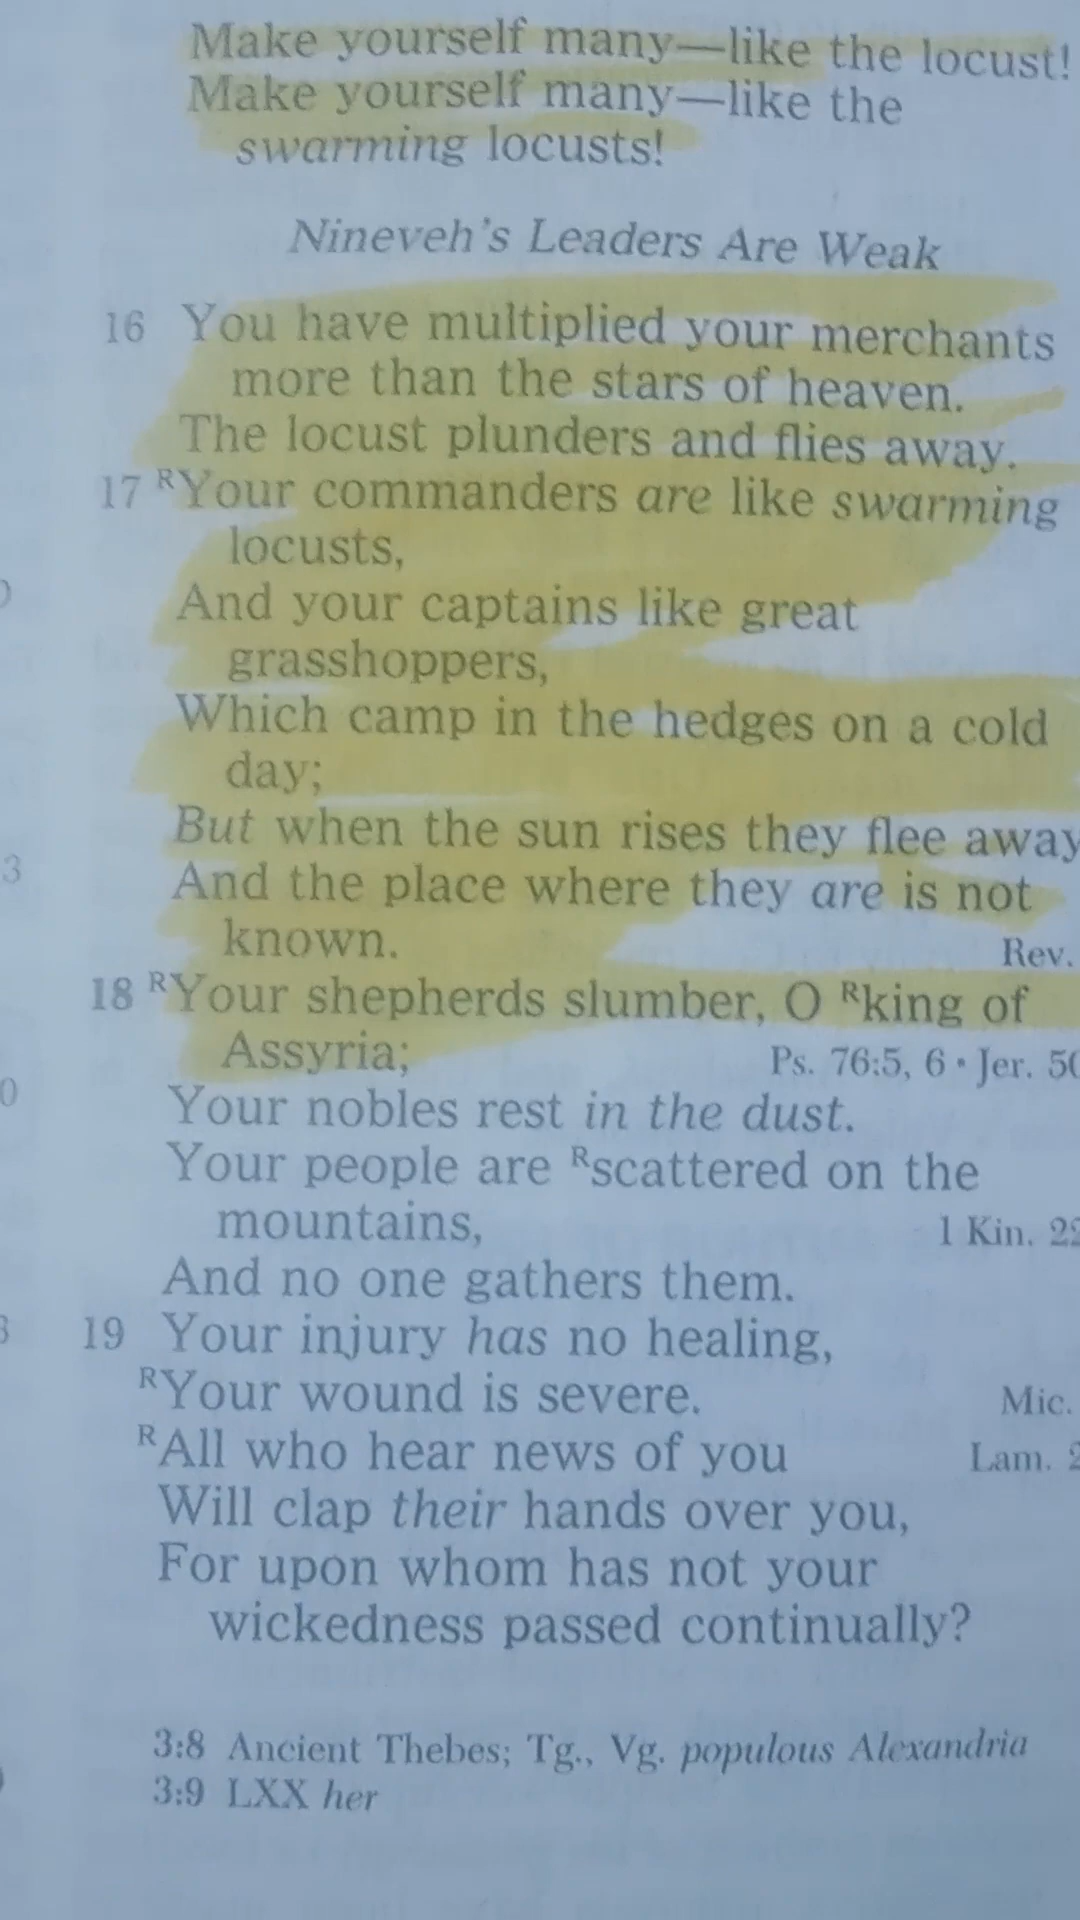 Make yourself many—like the locust!
Make yourself many—like the
swarming locusts!
Nineveh's Leaders Are Weak
16 You have multiplied your merchants
more than the stars of heaven.
The locust plunders and flies away.
17 RYour commanders are like swarming
locusts,
And your captains like great
grasshoppers,
Which camp in the hedges on a cold
day;
But when the sun rises they flee away
And the place where they are is not
known. Rev.
18 RYour shepherds slumber, O Rking of
Assyria; Ps. 76:5, 6 • Jer.
Your nobles rest in the dust.
Your people are Rscattered on the
mountains, 1 Kin.
And no one gathers them.
19 Your injury has no healing,
RYour wound is severe. Mic.
RAll who hear news of you Lam.
Will clap their hands over you,
For upon whom has not your
wickedness passed continually?
3:8 Ancient Thebes; Tg., Vg. populous Alexandria
3:9 LXX her